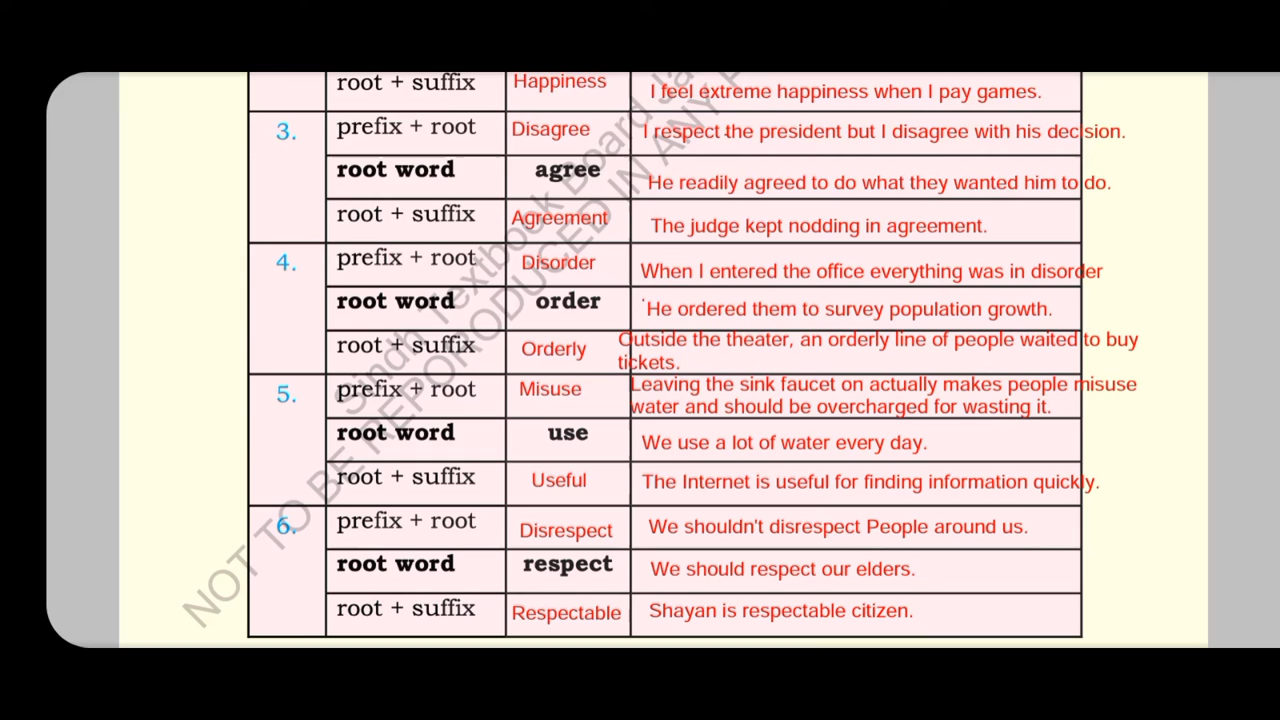 root + suffix Happiness I feel extreme happiness when I pay games.
3. prefix + root Disagree I respect the president but I disagree with his decision.
root word agree He readily agreed to do what they wanted him to do.
root + suffix Agreement The judge kept nodding in agreement.
4. prefix + root Disorder When I entered the office everything was in disorder
root word order He ordered them to survey population growth.
root + suffix Orderly Outside the theater, an orderly line of people waited to buy
tickets.
5. prefix + root Misuse Leaving the sink faucet on actually makes people misuse
water and should be overcharged for wasting it.
root word use We use a lot of water every day.
root + suffix Useful The Internet is useful for finding information quickly.
6. prefix + root Disrespect We shouldn't disrespect People around us.
root word respect We should respect our elders.
root + suffix Respectable Shayan is respectable citizen.
Sindh Textbook Board
NOT TO BE REPORODUCED IN ANY